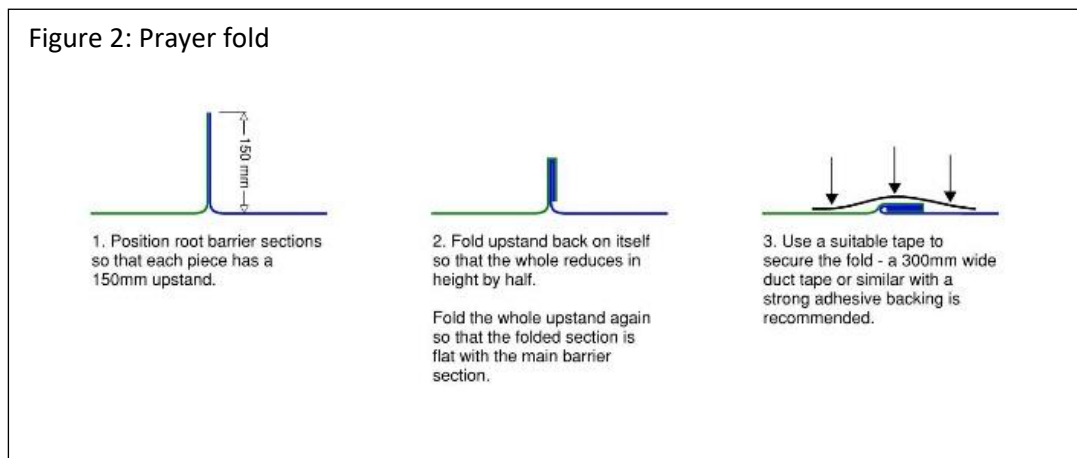 Figure 2: Prayer fold
150 mm
1. Position root barrier sections
so that each piece has a
150mm upstand.
2. Fold upstand back on itself
so that the whole reduces in
height by half.
Fold the whole upstand again
so that the folded section is
flat with the main barrier
section.
3. Use a suitable tape to
secure the fold - a 300mm wide
duct tape or similar with a
strong adhesive backing is
recommended.